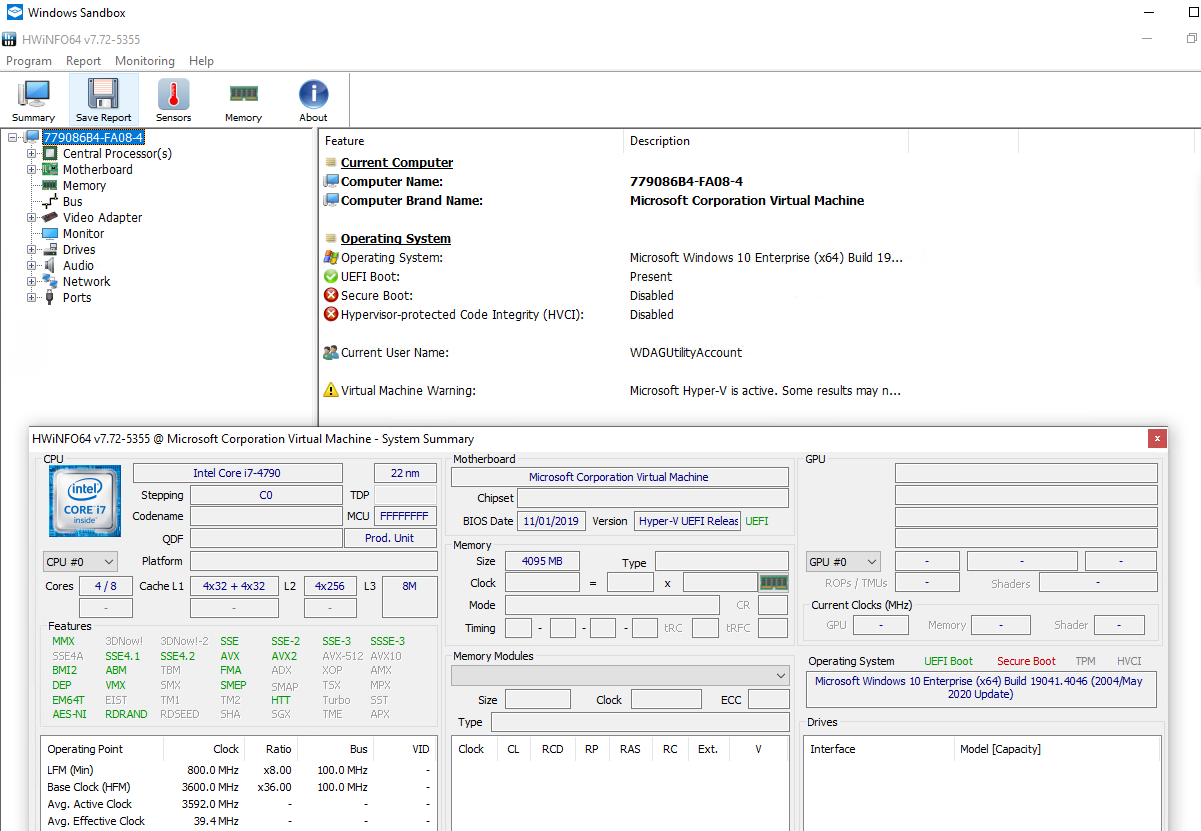 Windows Sandbox
HWiNFO64 v7.72-5355
Program Report Monitoring Help
Summary Save Report Sensors Memory About
779086B4-FA08-4
Central Processor(s)
Motherboard
Memory
Bus
Video Adapter
Monitor
Drives
Audio
Network
Ports
Feature Description
Current Computer
Computer Name: 779086B4-FA08-4
Computer Brand Name: Microsoft Corporation Virtual Machine
Operating System
Operating System: Microsoft Windows 10 Enterprise (x64) Build 19...
UEFI Boot: Present
Secure Boot: Disabled
Hypervisor-protected Code Integrity (HVCI): Disabled
Current User Name: WDAGUtilityAccount
Virtual Machine Warning: Microsoft Hyper-V is active. Some results may n...
HWiNFO64 v7.72-5355 @ Microsoft Corporation Virtual Machine - System Summary
CPU
intel CORE i7 inside
Intel Core i7-4790 22 nm
Stepping C0 TDP
Codename MCU FFFFFFFF
QDF Prod. Unit
CPU #0 Platform
Cores 4 / 8 Cache L1 4x32 + 4x32 L2 4x256 L3 8M
- - -
Features
MMX 3DNow! 3DNow!-2 SSE SSE-2 SSE-3 SSSE-3
SSE4A SSE4.1 SSE4.2 AVX AVX2 AVX-512 AVX10
BMI2 ABM TBM FMA ADX XOP AMX
DEP VMX SMX SMEP SMAP TSX MPX
EM64T EIST TM1 TM2 HTT Turbo SST
AES-NI RDRAND RDSEED SHA SGX TME APX
Operating Point Clock Ratio Bus VID
LFM (Min) 800.0 MHz x8.00 100.0 MHz -
Base Clock (HFM) 3600.0 MHz x36.00 100.0 MHz -
Avg. Active Clock 3592.0 MHz - - -
Avg. Effective Clock 39.4 MHz - - -
Motherboard
Microsoft Corporation Virtual Machine
Chipset
BIOS Date 11/01/2019 Version Hyper-V UEFI Releas UEFI
Memory
Size 4095 MB Type
Clock = x
Mode CR
Timing - - - tRC tRFC
Memory Modules
Size Clock ECC
Type
Clock CL RCD RP RAS RC Ext. V
GPU
GPU #0 - - -
ROPs / TMUs - Shaders -
Current Clocks (MHz)
GPU - Memory - Shader -
Operating System UEFI Boot Secure Boot TPM HVCI
Microsoft Windows 10 Enterprise (x64) Build 19041.4046 (2004/May
2020 Update)
Drives
Interface Model [Capacity]